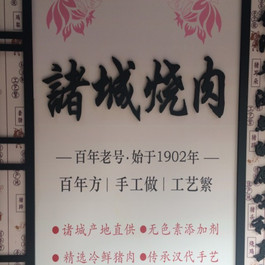 諸城燒肉
—百年老号·始于1902年—
百年方|手工做|工艺繁
●诸城产地直供 ●无色素添加剂
●精选冷鲜猪肉 ●传承汉代手艺